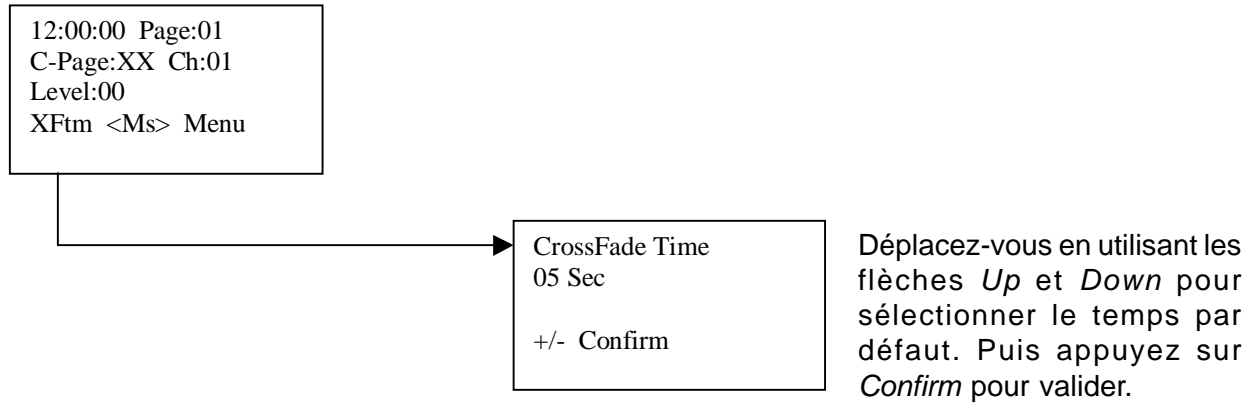 12:00:00 Page:01
C-Page:XX Ch:01
Level:00
XFtm <Ms> Menu
CrossFade Time
05 Sec
+/- Confirm
Déplacez-vous en utilisant les
flèches Up et Down pour
sélectionner le temps par
défaut. Puis appuyez sur
Confirm pour valider.